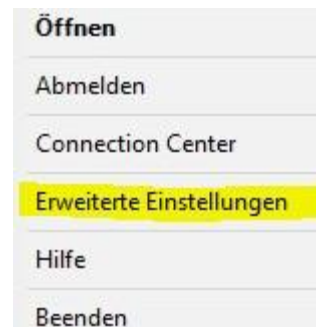 Öffnen
Abmelden
Connection Center
Erweiterte Einstellungen
Hilfe
Beenden